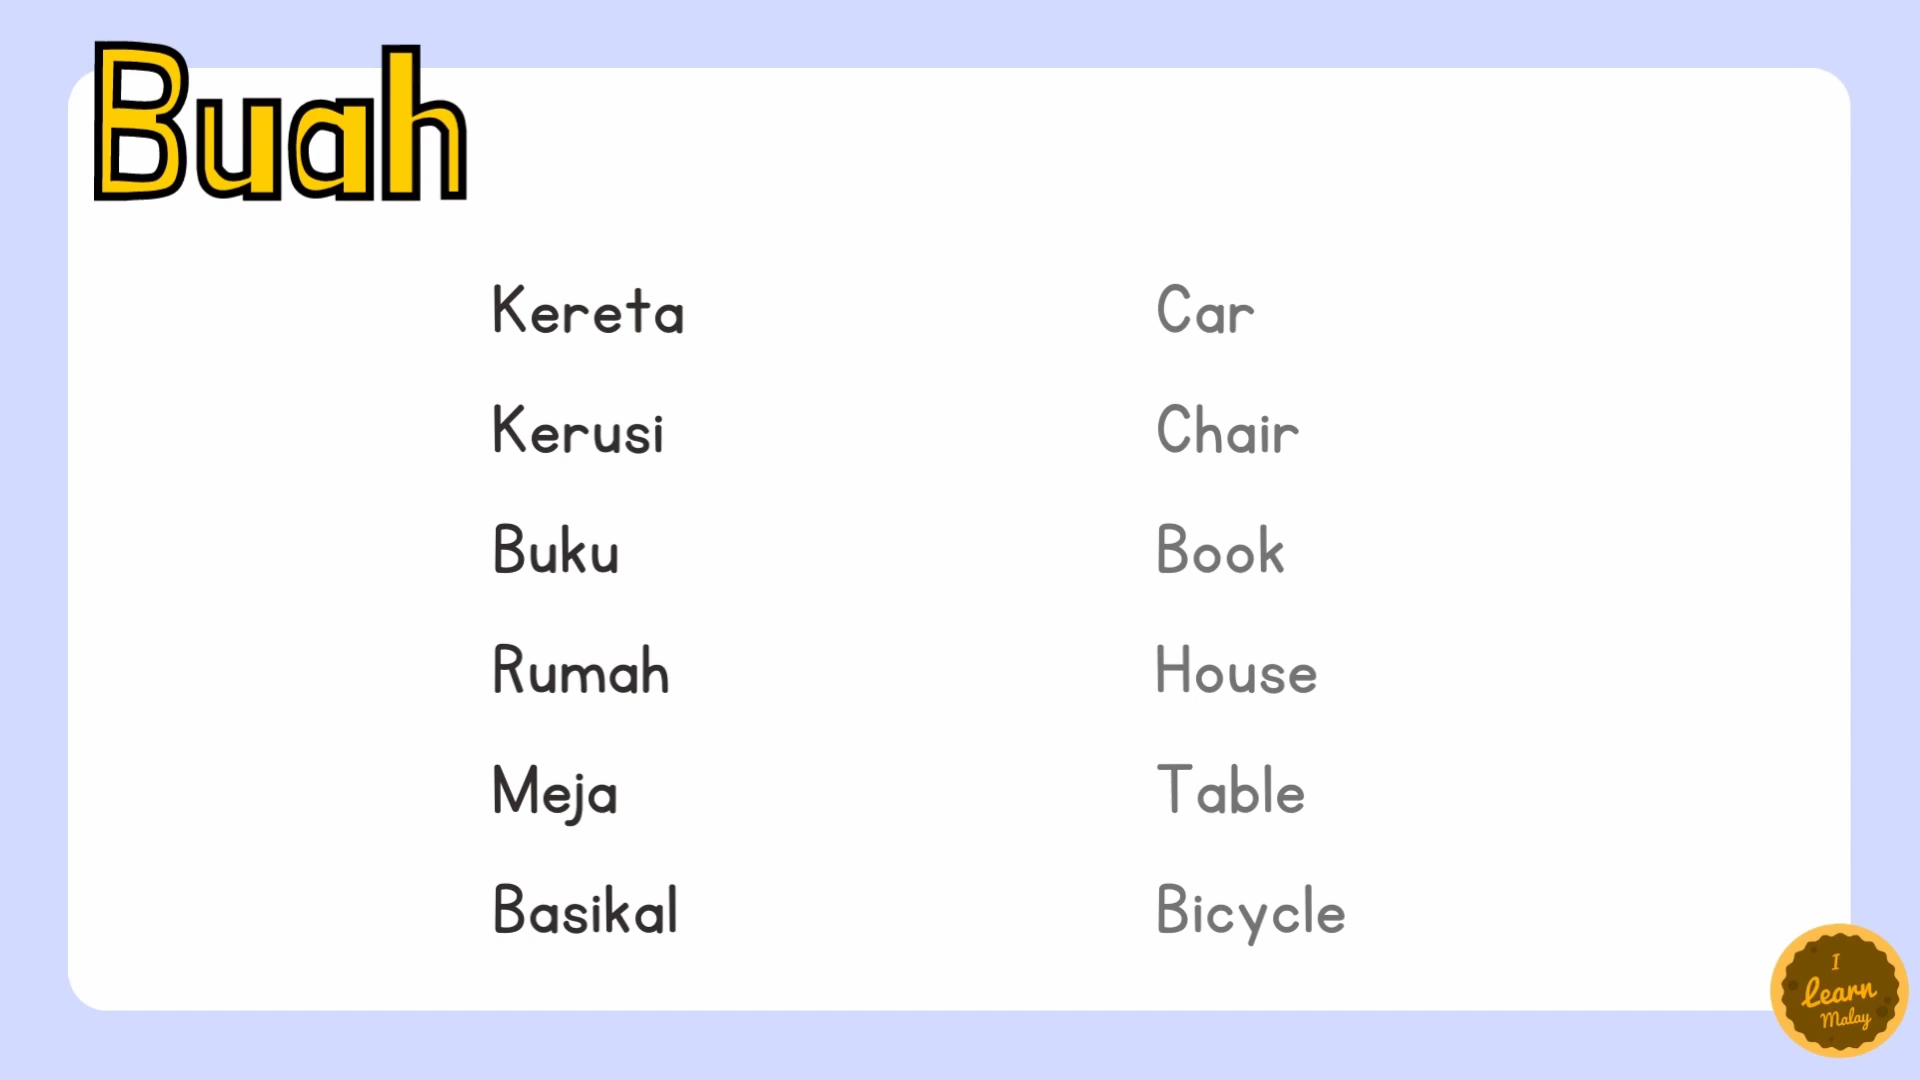 Buah
Kereta Car
Kerusi Chair
Buku Book
Rumah House
Meja Table
Basikal Bicycle
I
Learn
Malay